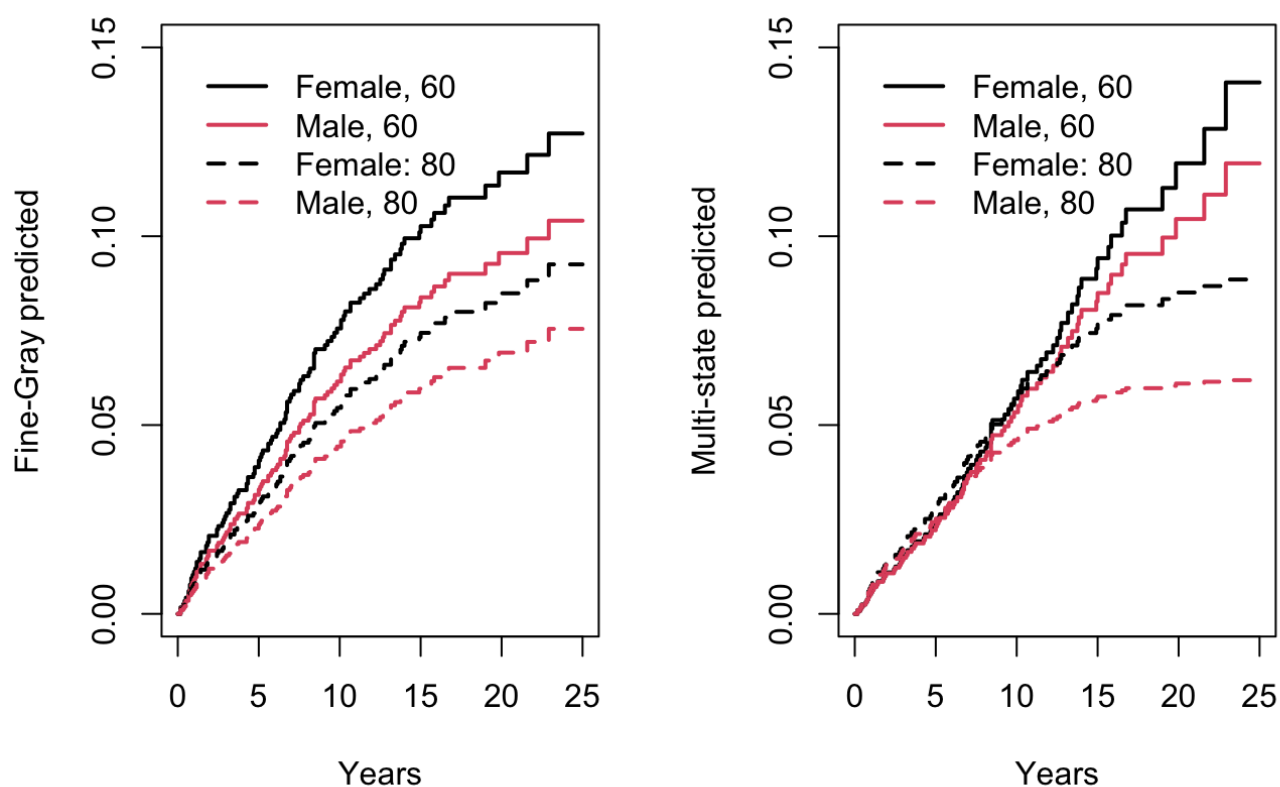 Fine-Gray predicted
0.15
0.10
0.05
0.00
Female, 60
Male, 60
Female: 80
Male, 80
0 5 10 15 20 25
Years
Multi-state predicted
0.15
0.10
0.05
0.00
Female, 60
Male, 60
Female: 80
Male, 80
0 5 10 15 20 25
Years